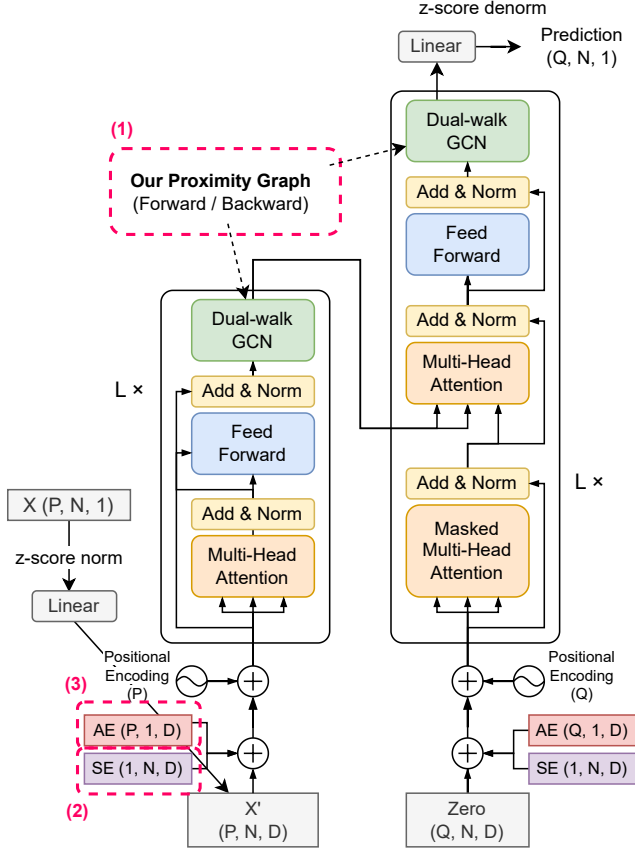 z-score denorm
Linear
Prediction
(Q, N, 1)
(1)
Our Proximity Graph
(Forward / Backward)
Dual-walk
GCN
Add & Norm
Feed
Forward
Add & Norm
Multi-Head
Attention
Add & Norm
Masked
Multi-Head
Attention
L ×
Dual-walk
GCN
L ×
Add & Norm
Feed
Forward
Add & Norm
Multi-Head
Attention
X (P, N, 1)
z-score norm
Linear
Positional
Encoding
(P)
(3)
AE (P, 1, D)
SE (1, N, D)
(2)
X'
(P, N, D)
Positional
Encoding
(Q)
AE (Q, 1, D)
SE (1, N, D)
Zero
(Q, N, D)